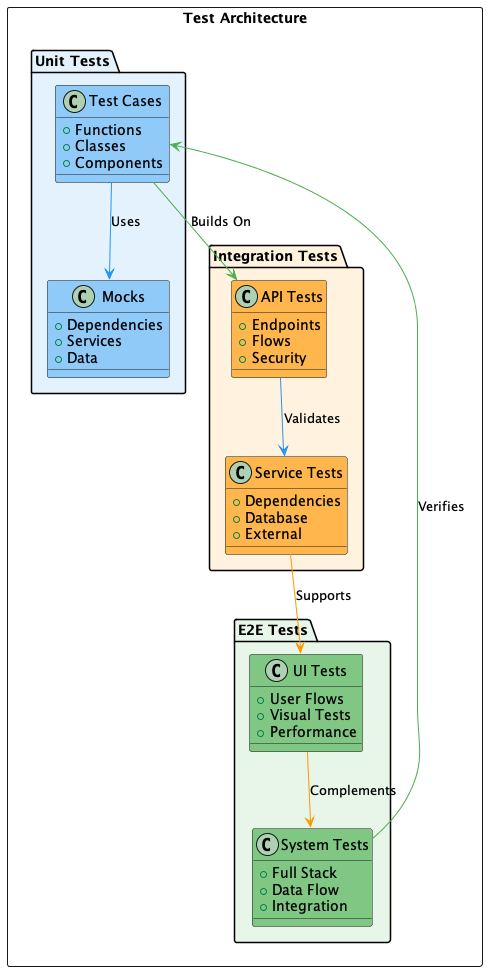 Test Architecture
Unit Tests
C Test Cases
Functions
Classes
Components
Uses
Builds On
C Mocks
Dependencies
Services
Data
Integration Tests
C API Tests
Endpoints
Flows
Security
Validates
C Service Tests
Dependencies
Database
External
Verifies
Supports
E2E Tests
C UI Tests
User Flows
Visual Tests
Performance
Complements
C System Tests
Full Stack
Data Flow
Integration